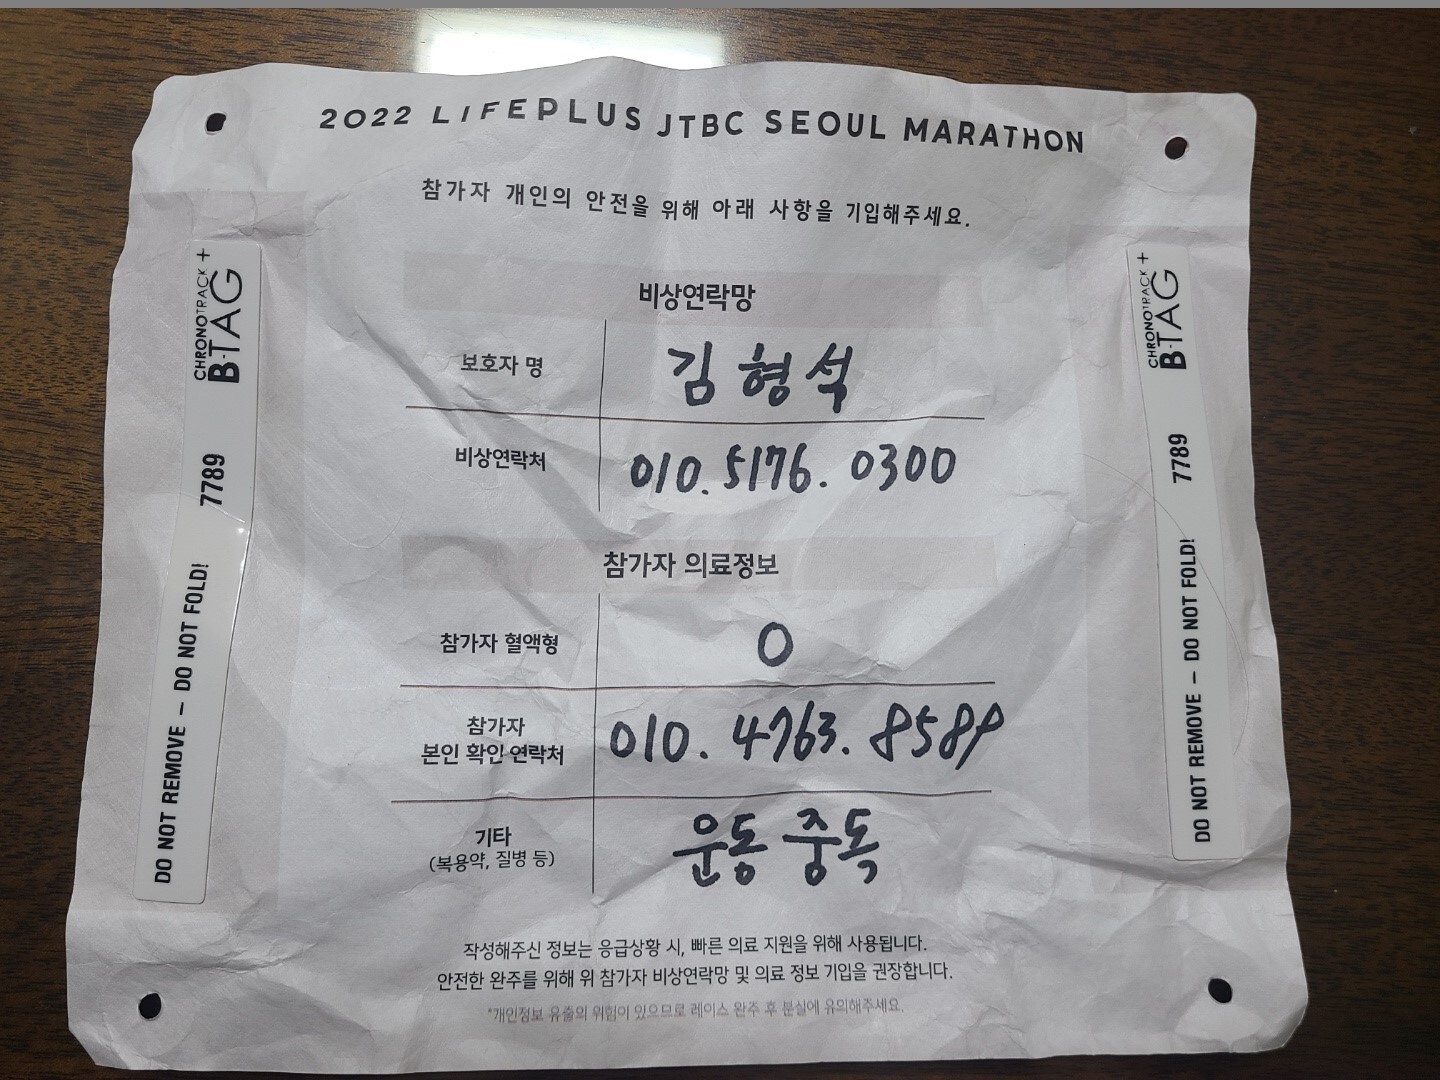 2022 LIFEPLUS JTBC SEOUL MARATHON
참가자 개인의 안전을 위해 아래 사항을 기입해주세요.
비상연락망
보호자 명
김형석
비상연락처
010. 5176. 0300
참가자 의료정보
참가자 혈액형
O
참가자
본인 확인 연락처
010. 4763. 8589
기타
(복용약, 질병 등)
운동 중독
작성해주신 정보는 응급상황 시, 빠른 의료 지원을 위해 사용됩니다.
안전한 완주를 위해 위 참가자 비상연락망 및 의료 정보 기입을 권장합니다.
*개인정보 유출의 위험이 있으므로 레이스 완주 후 분실에 유의해주세요.
DO NOT REMOVE – DO NOT FOLD! 7789
CHRONOTRACK +
B-TAG
DO NOT REMOVE – DO NOT FOLD! 7789
CHRONOTRACK +
B-TAG